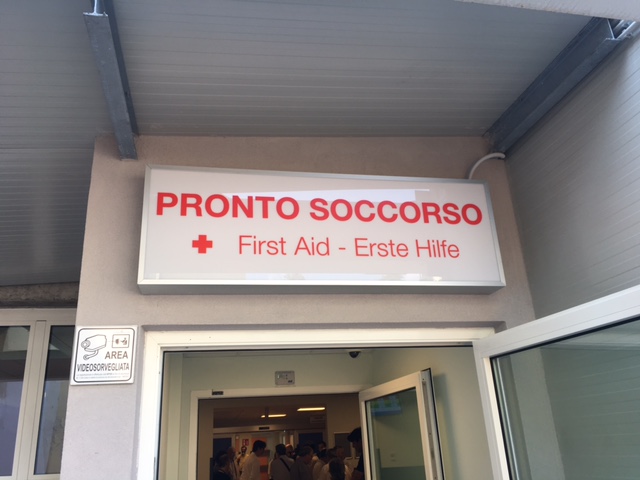 PRONTO SOCCORSO
First Aid - Erste Hilfe
AREA
VIDEOSORVEGLIATA